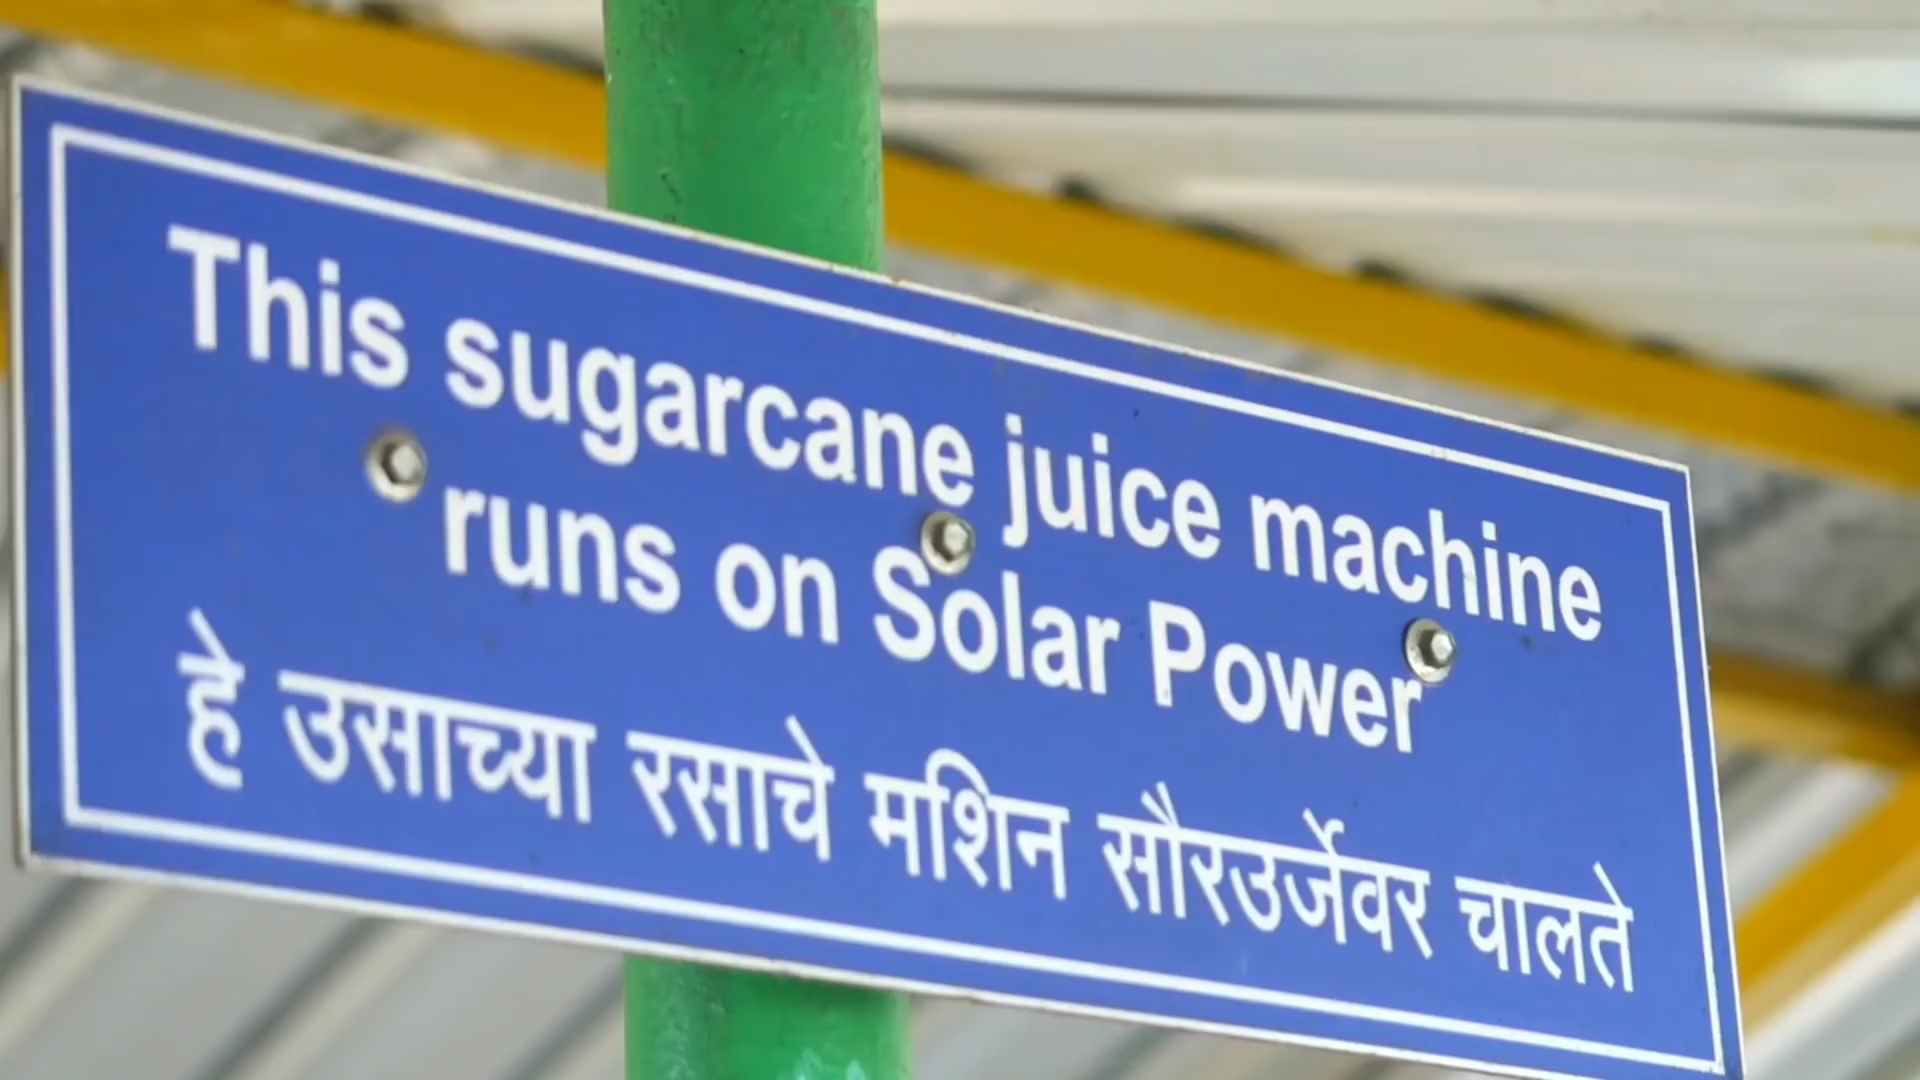 This sugarcane juice machine
runs on Solar Power
हे उसाच्या रसाचे मशिन सौरउर्जेवर चालते